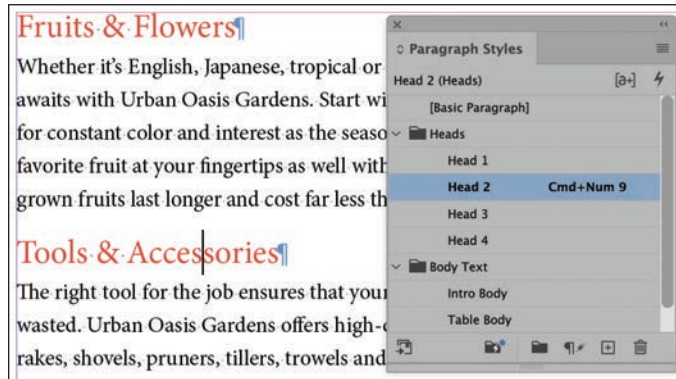 Fruits & Flowers¶
Whether it's English, Japanese, tropical or
awaits with Urban Oasis Gardens. Start wi
for constant color and interest as the seaso
favorite fruit at your fingertips as well with
grown fruits last longer and cost far less th
Tools & Accessories¶
The right tool for the job ensures that your
wasted. Urban Oasis Gardens offers high-
rakes, shovels, pruners, tillers, trowels and
Paragraph Styles
Head 2 (Heads) [a+]
[Basic Paragraph]
Heads
Head 1
Head 2 Cmd+Num 9
Head 3
Head 4
Body Text
Intro Body
Table Body